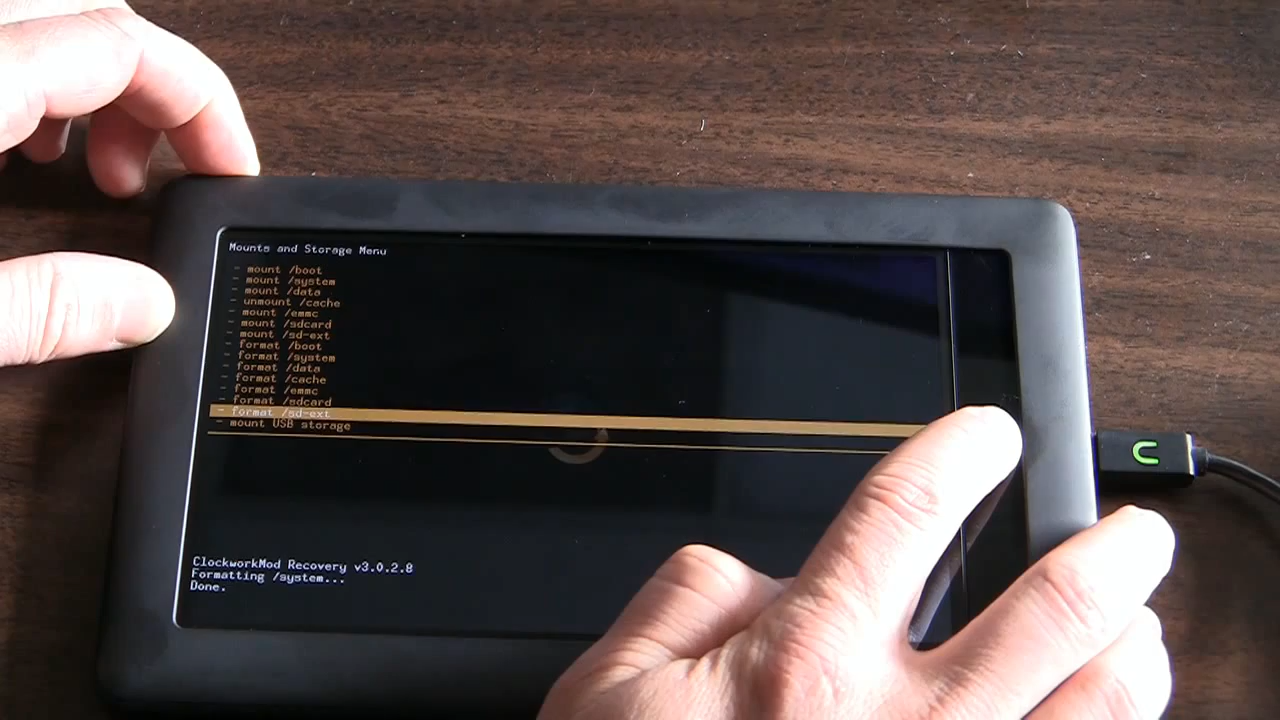 Mounts and Storage Menu
- mount /boot
- mount /system
- mount /data
- unmount /cache
- mount /emmc
- mount /sdcard
- mount /sd-ext
- format /boot
- format /system
- format /data
- format /cache
- format /emmc
- format /sdcard
- format /sd-ext
- mount USB storage
ClockworkMod Recovery v3.0.2.8
Formatting /system...
Done.